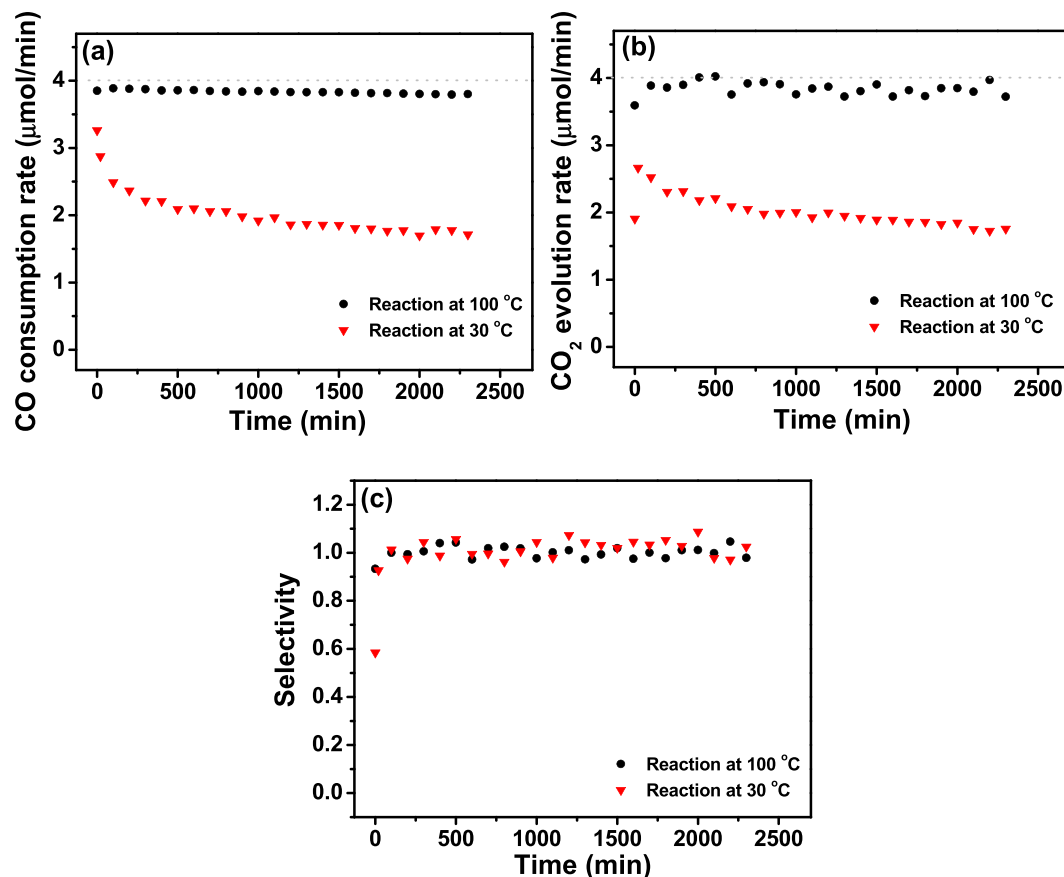 (a)
CO consumption rate (μmol/min)
4
3
2
1
0
Reaction at 100 °C
Reaction at 30 °C
0 500 1000 1500 2000 2500
Time (min)
(b)
CO₂ evolution rate (μmol/min)
4
3
2
1
0
Reaction at 100 °C
Reaction at 30 °C
0 500 1000 1500 2000 2500
Time (min)
(c)
Selectivity
1.2
1.0
0.8
0.6
0.4
0.2
0.0
Reaction at 100 °C
Reaction at 30 °C
0 500 1000 1500 2000 2500
Time (min)